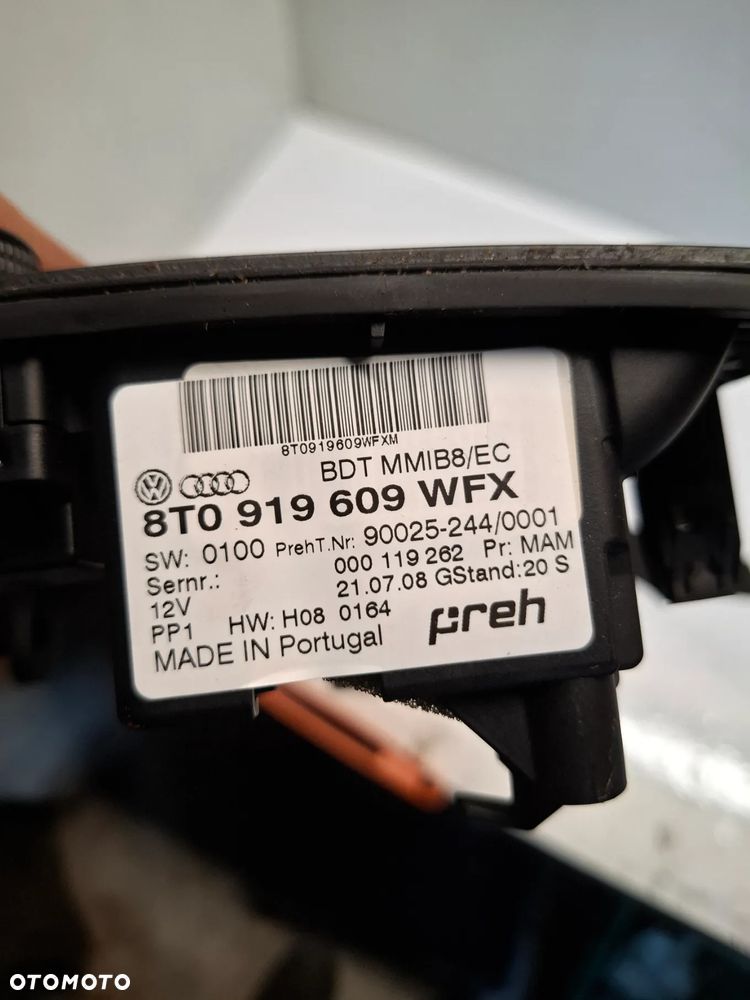 8T0919609WFXM
BDT MMIB8/EC
8T0 919 609 WFX
SW: 0100 PrehT.Nr: 90025-244/0001
Sernr.: 000 119 262 Pr: MAM
12V 21.07.08 GStand:20 S
PP1 HW: H08 0164
MADE IN Portugal preh
OTOMOTO